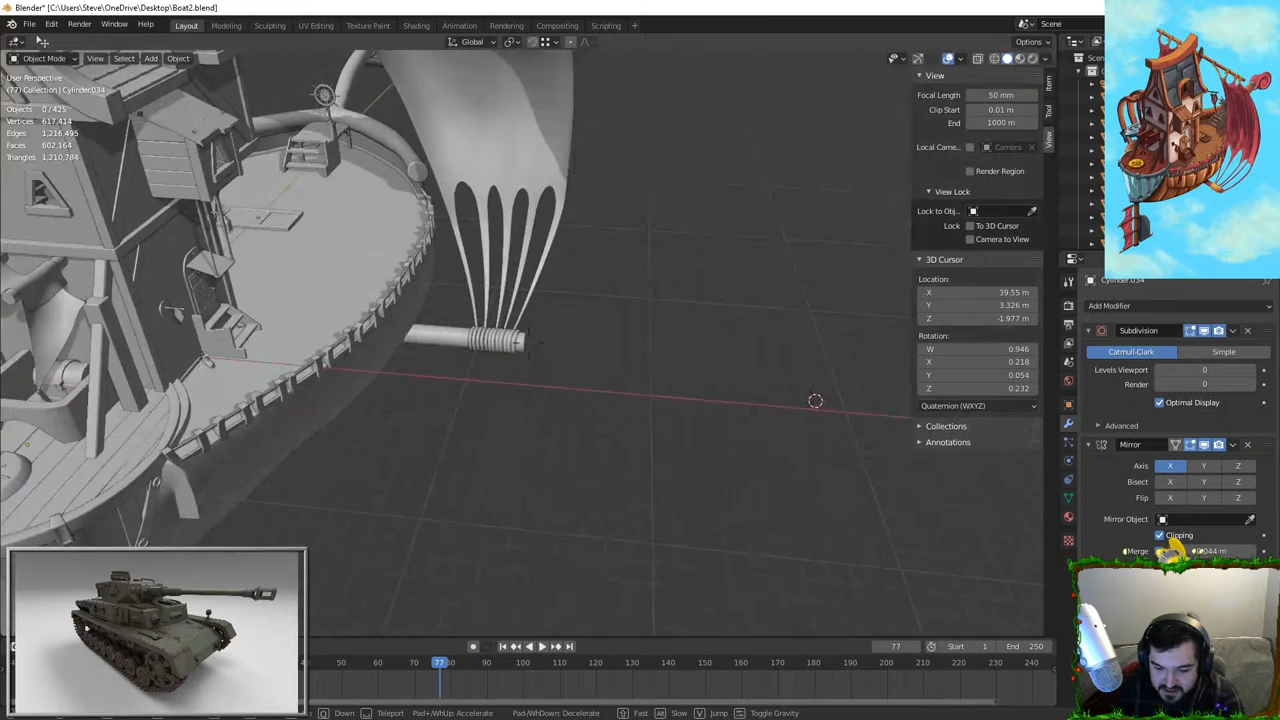 Blender* [C:\Users\Steve\OneDrive\Desktop\Boat2.blend]
File Edit Render Window Help Layout Modeling Sculpting UV Editing Texture Paint Shading Animation Rendering Compositing Scripting Scene
Global Options
Object Mode View Select Add Object
User Perspective
(77) Collection | Cylinder.034
Objects 0/425
Vertices 617,414
Edges 1,216,495
Faces 602,164
Triangles 1,210,784
View
Focal Length 50 mm
Clip Start 0.01 m
End 1000 m
Local Came... Camera
Render Region
View Lock
Lock to Obj...
Lock To 3D Cursor
Camera to View
3D Cursor
Location:
X 39.55 m
Y 3.326 m
Z -1.977 m
Rotation:
W 0.946
X 0.218
Y 0.054
Z 0.232
Quaternion (WXYZ)
Collections
Annotations
Item
Tool
View
Scen
Cylinder.034
Add Modifier
Subdivision
Catmull-Clark Simple
Levels Viewport 0
Render 0
Optimal Display
Advanced
Mirror
Axis X Y Z
Bisect X Y Z
Flip X Y Z
Mirror Object
Clipping
Merge
77 Start 1 End 250
50 60 70 77 80 90 100 110 120 130 140 150 160 170 180 190 200 210 220 230 240
Down Teleport Pad+/WhUp: Accelerate Pad-/WhDown: Decelerate Fast Slow Jump Toggle Gravity